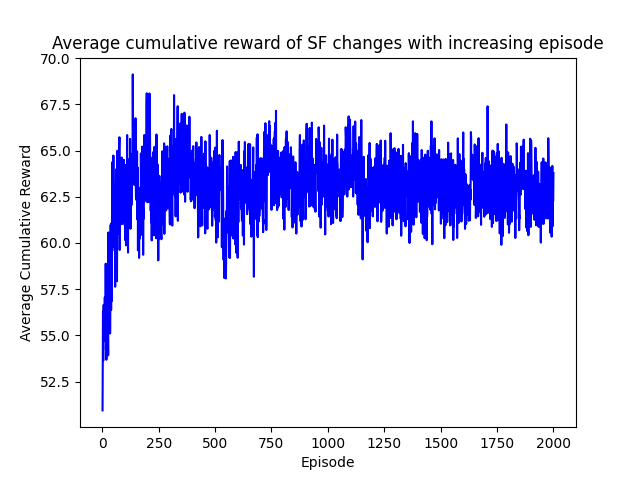 Average cumulative reward of SF changes with increasing episode
70.0
67.5
65.0
62.5
60.0
57.5
55.0
52.5
Average Cumulative Reward
0 250 500 750 1000 1250 1500 1750 2000
Episode